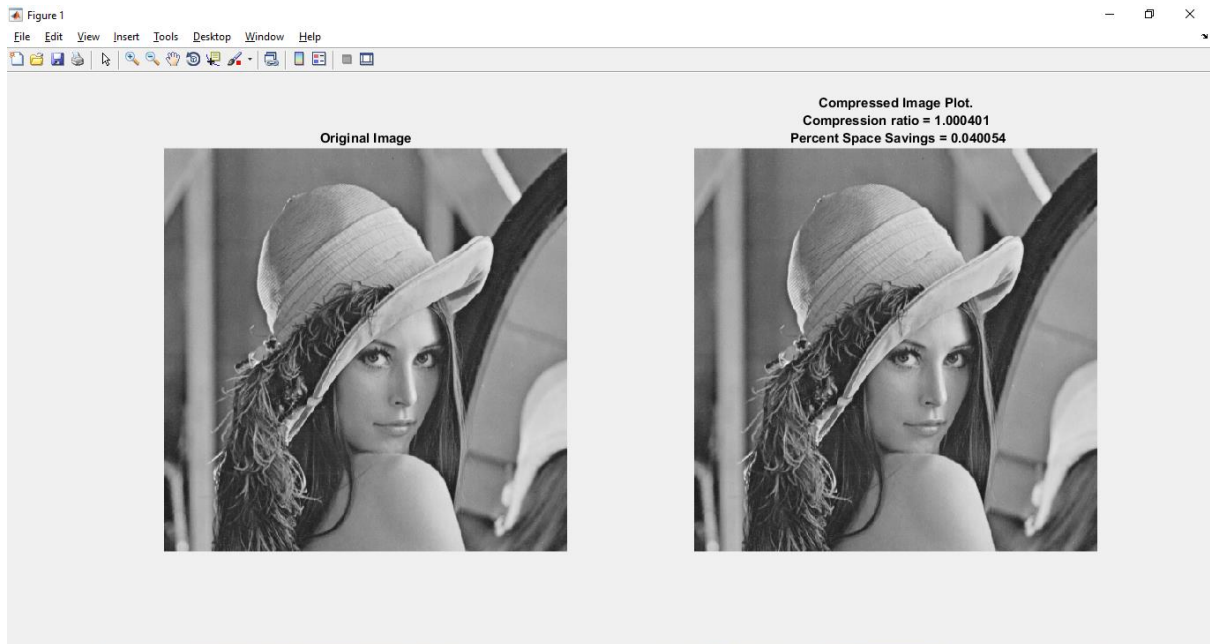 Figure 1
File Edit View Insert Tools Desktop Window Help
Original Image
Compressed Image Plot.
Compression ratio = 1.000401
Percent Space Savings = 0.040054